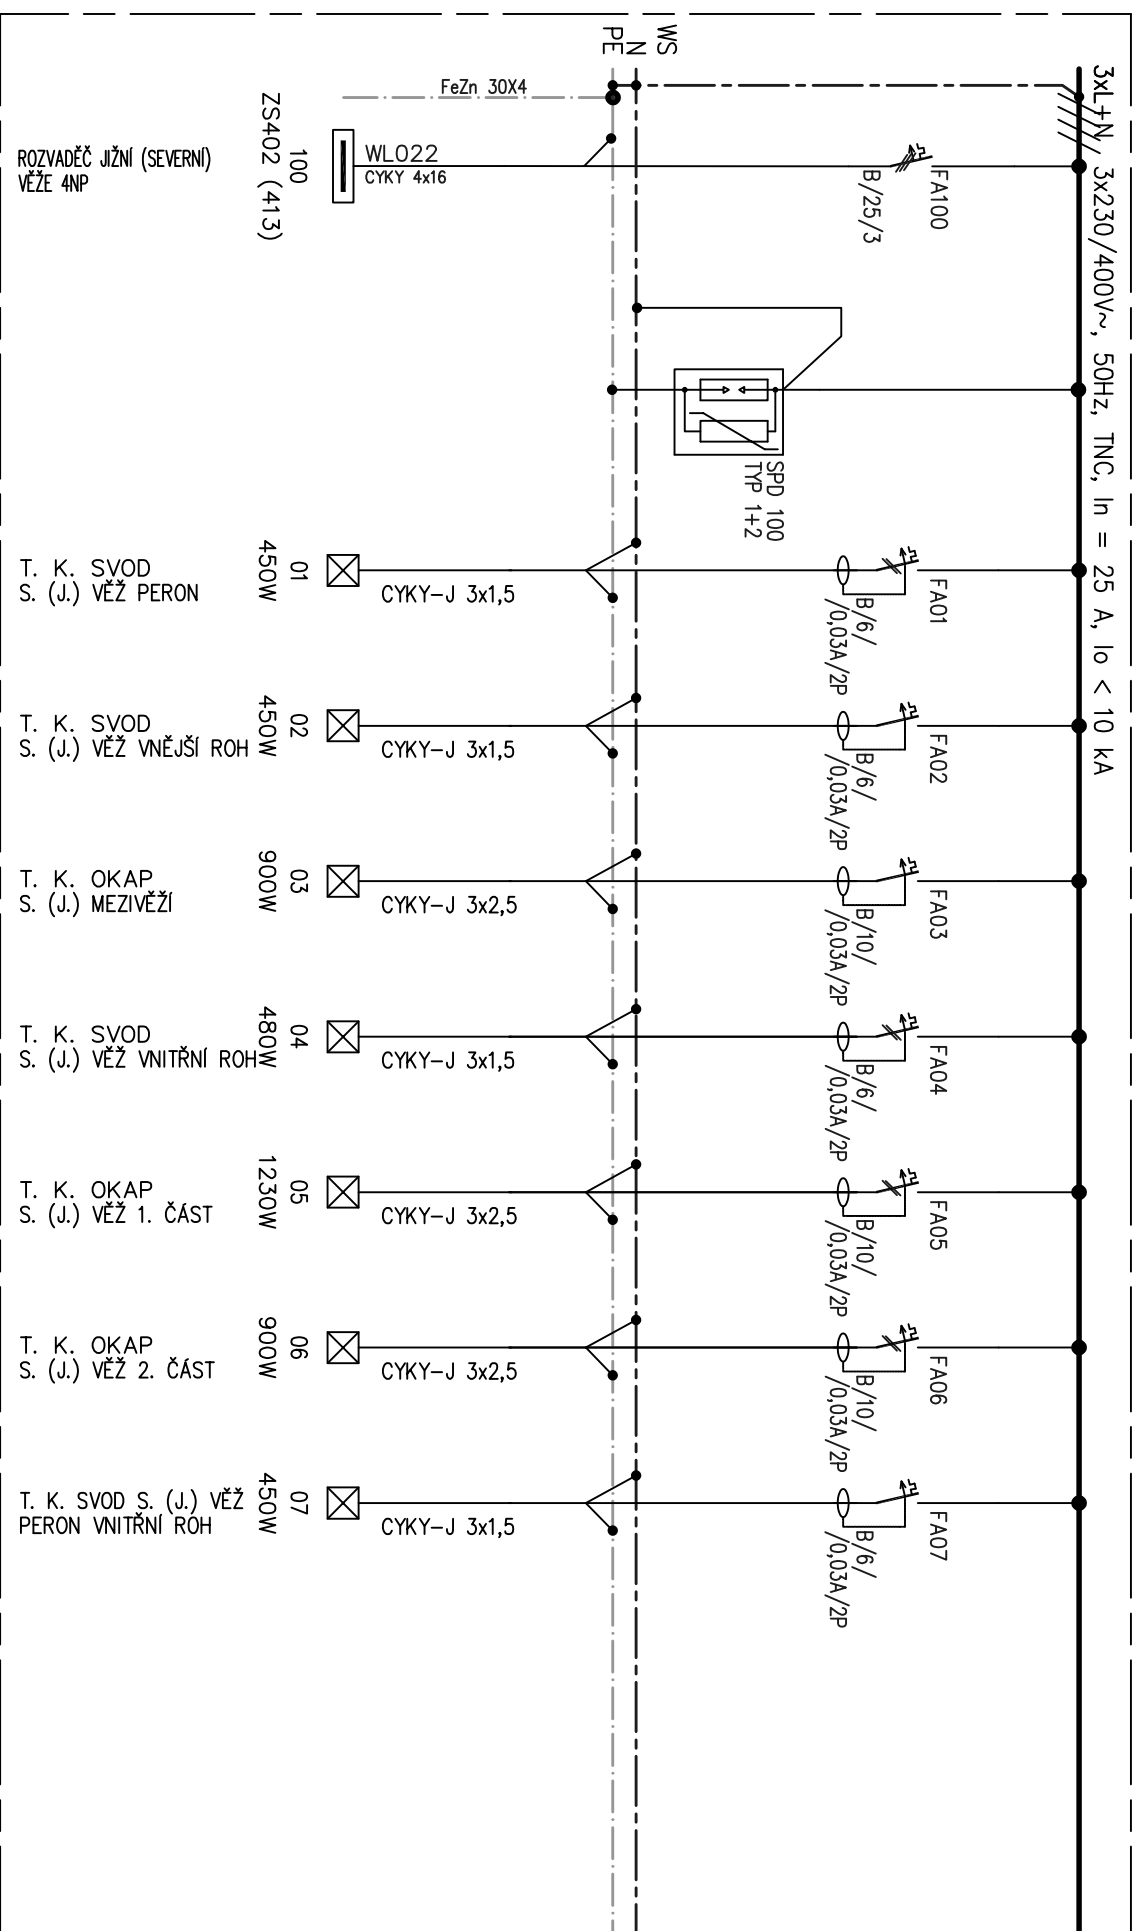 3xL+N, 3x230/400V~, 50Hz, TNC, In = 25 A, Io < 10 kA
WS
N
PE
FeZn 30X4
FA100
B/25/3
WL022
CYKY 4x16
100
ZS402 (413)
ROZVADĚČ JIŽNÍ (SEVERNÍ)
VĚŽE 4NP
SPD 100
TYP 1+2
FA01
B/6/
/0,03A/2P
CYKY-J 3x1,5
01
450W
T. K. SVOD
S. (J.) VĚŽ PERON
FA02
B/6/
/0,03A/2P
CYKY-J 3x1,5
02
450W
T. K. SVOD
S. (J.) VĚŽ VNĚJŠÍ ROH
FA03
B/10/
/0,03A/2P
CYKY-J 3x2,5
03
900W
T. K. OKAP
S. (J.) MEZIVĚŽÍ
FA04
B/6/
/0,03A/2P
CYKY-J 3x1,5
04
480W
T. K. SVOD
S. (J.) VĚŽ VNITŘNÍ ROH
FA05
B/10/
/0,03A/2P
CYKY-J 3x2,5
05
1230W
T. K. OKAP
S. (J.) VĚŽ 1. ČÁST
FA06
B/10/
/0,03A/2P
CYKY-J 3x2,5
06
900W
T. K. OKAP
S. (J.) VĚŽ 2. ČÁST
FA07
B/6/
/0,03A/2P
CYKY-J 3x1,5
07
450W
T. K. SVOD S. (J.) VĚŽ
PERON VNITŘNÍ ROH